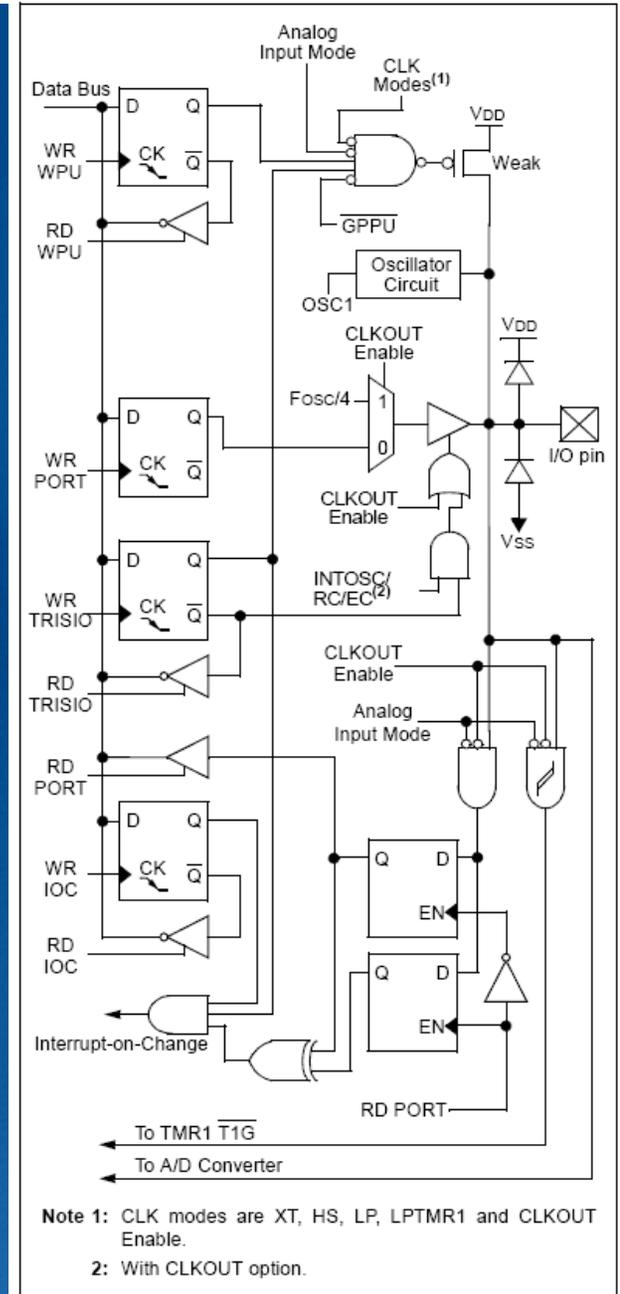 Analog
Input Mode
CLK
Modes(1)
Data Bus
D Q
VDD
WR
WPU
CK Q
Weak
RD
WPU
GPPU
Oscillator
Circuit
OSC1
CLKOUT
Enable
VDD
Fosc/4
1
D Q
0
I/O pin
WR
PORT
CK Q
CLKOUT
Enable
VSS
D Q
INTOSC/
RC/EC(2)
WR
TRISIO
CK Q
CLKOUT
Enable
RD
TRISIO
Analog
Input Mode
RD
PORT
D Q
WR
IOC
CK Q
Q D
EN
RD
IOC
Q D
EN
Interrupt-on-Change
RD PORT
To TMR1 T1G
To A/D Converter
Note 1: CLK modes are XT, HS, LP, LPTMR1 and CLKOUT
Enable.
2: With CLKOUT option.